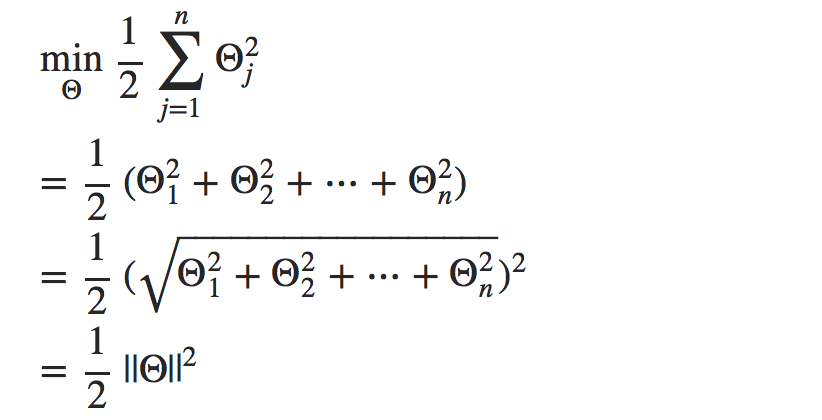 min_Θ 1/2 ∑_{j=1}^{n} Θ_j^2
= 1/2 (Θ_1^2 + Θ_2^2 + ⋯ + Θ_n^2)
= 1/2 (√(Θ_1^2 + Θ_2^2 + ⋯ + Θ_n^2))^2
= 1/2 ||Θ||^2